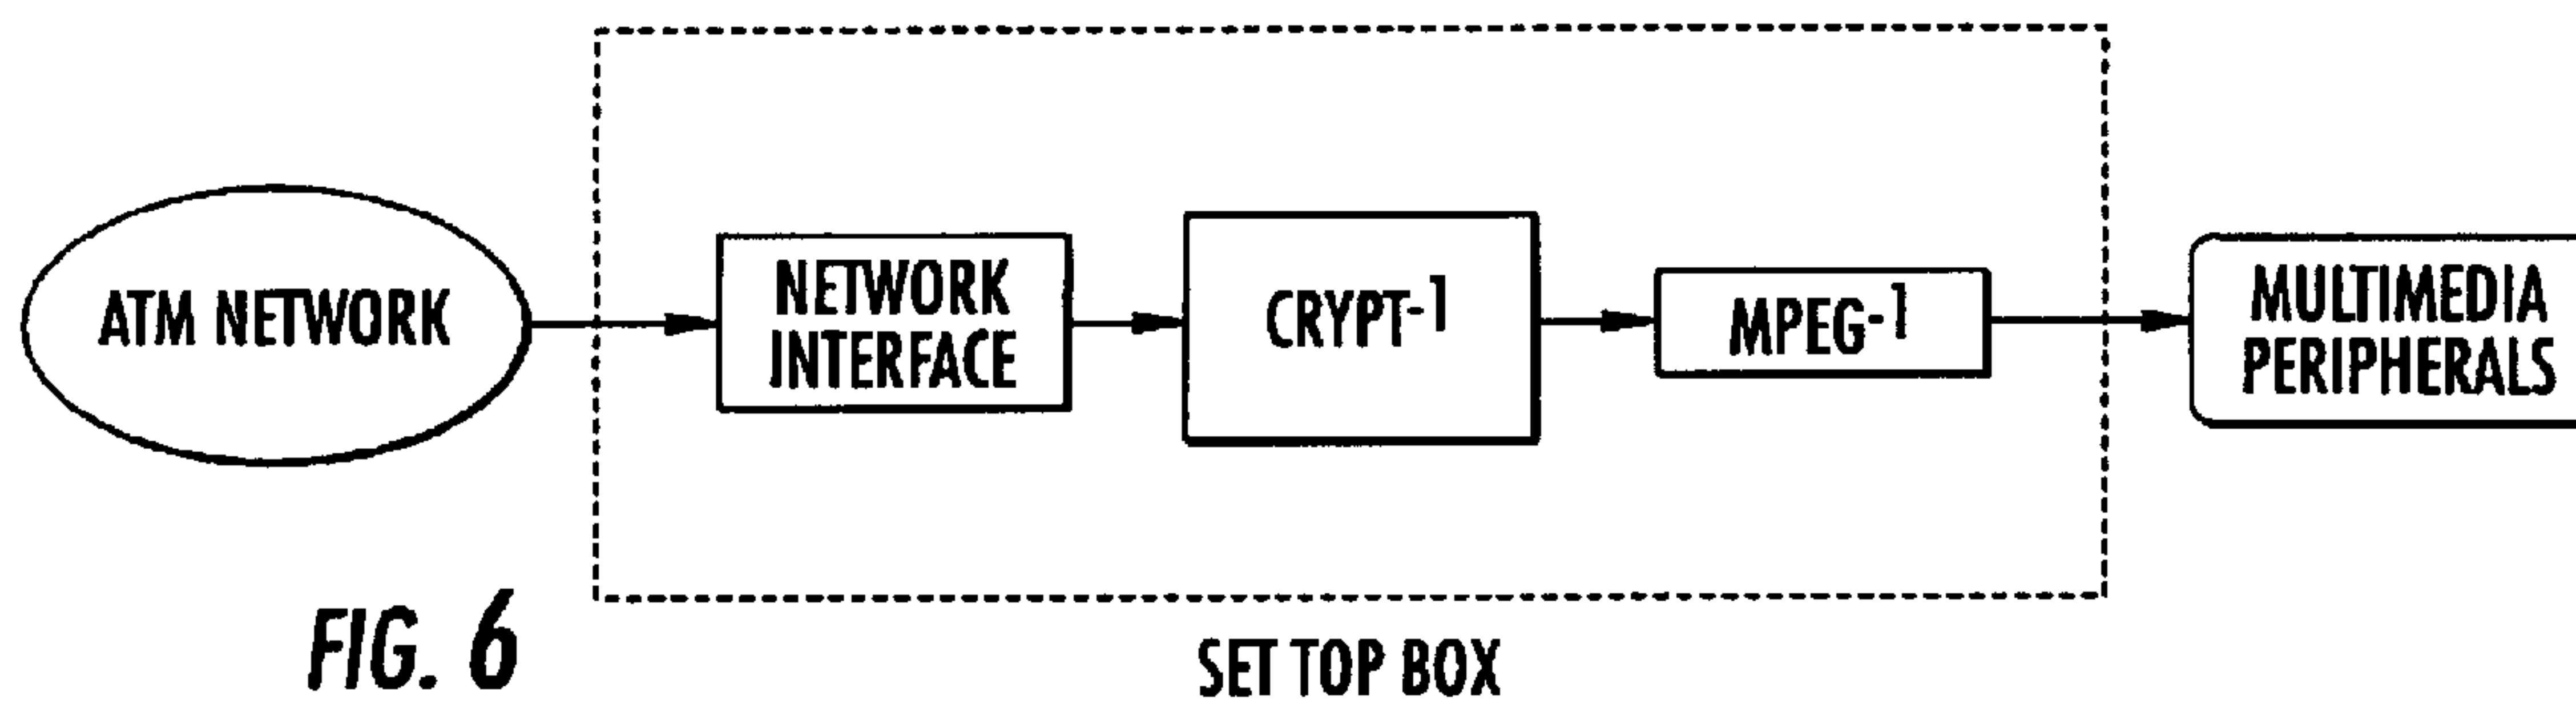 ATM NETWORK
NETWORK
INTERFACE
CRYPT-1
MPEG-1
MULTIMEDIA
PERIPHERALS
FIG. 6
SET TOP BOX